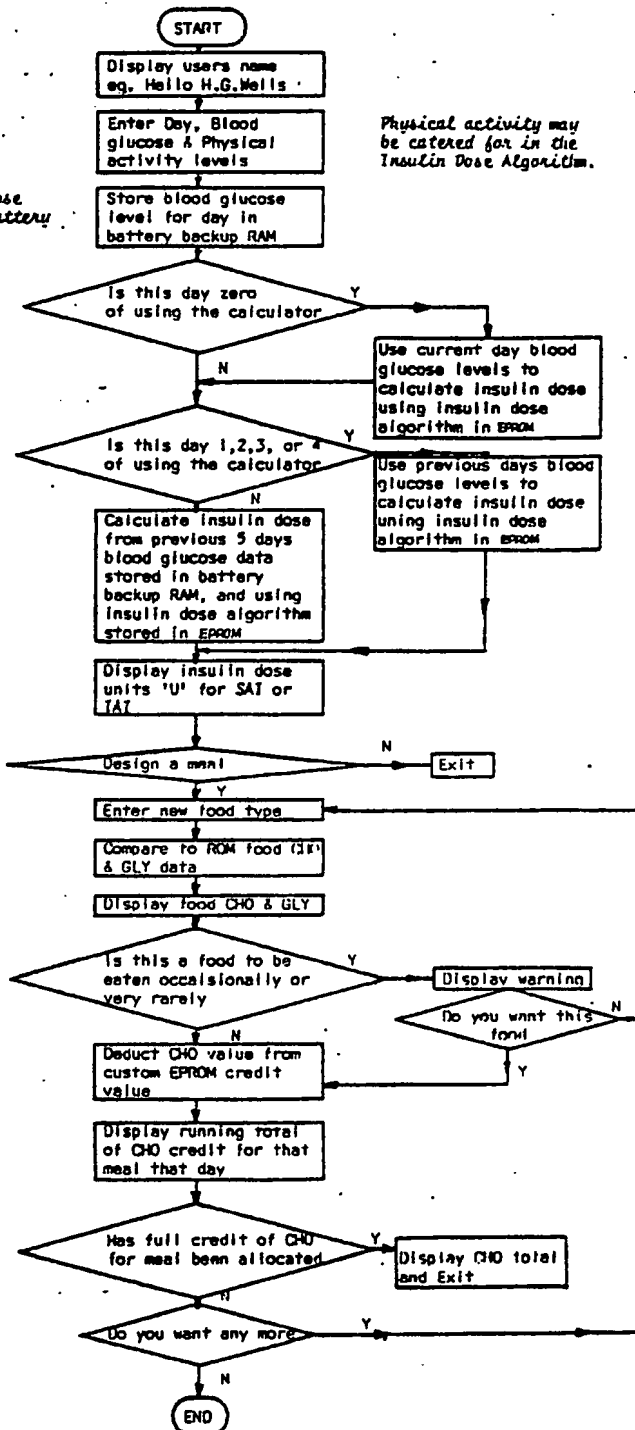 START
Display users name
eg. Hello H.G.Wells
Enter Day, Blood
glucose & Physical
activity levels
Physical activity may
be catered for in the
Insulin Dose Algorithm.
Store blood glucose
level for day in
battery backup RAM
Is this day zero
of using the calculator
Y
N
Use current day blood
glucose levels to
calculate insulin dose
using insulin dose
algorithm in EPROM
Is this day 1,2,3, or 4
of using the calculator
Y
N
Use previous days blood
glucose levels to
calculate insulin dose
uning insulin dose
algorithm in EPROM
Calculate insulin dose
from previous 5 days
blood glucose data
stored in battery
backup RAM, and using
insulin dose algorithm
stored in EPROM
Display insulin dose
units 'U' for SAI or
IAI
Design a meal
N
Exit
Y
Enter new food type
Compare to ROM food
& GLY data
Display food CHO & GLY
Is this a food to be
eaten occaisionally or
very rarely
Y
Display warning
Do you want this
food
N
Y
N
Deduct CHO value from
custom EPROM credit
value
Display running total
of CHO credit for that
meal that day
Has full credit of CHO
for meal been allocated
Y
Display CHO total
and Exit
N
Do you want any more
Y
N
END